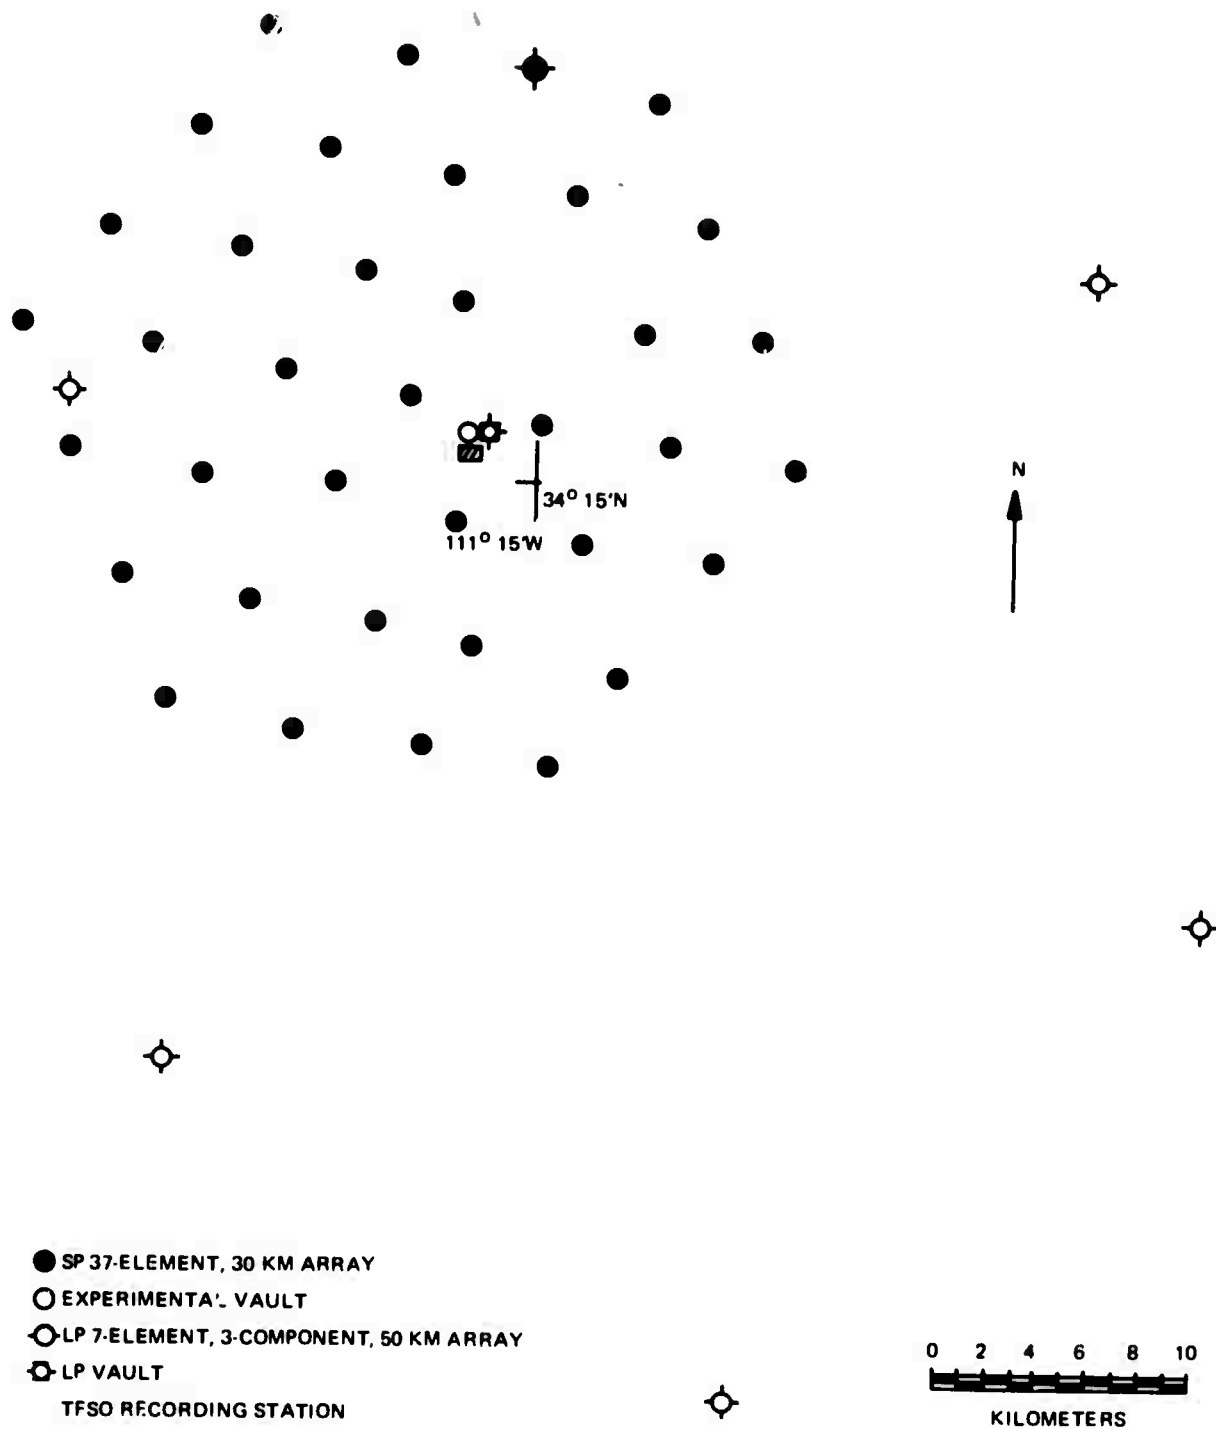 N
34° 15'N
111° 15'W
SP 37-ELEMENT, 30 KM ARRAY
EXPERIMENTAL VAULT
LP 7-ELEMENT, 3-COMPONENT, 50 KM ARRAY
LP VAULT
TFSO RECORDING STATION
0 2 4 6 8 10
KILOMETERS